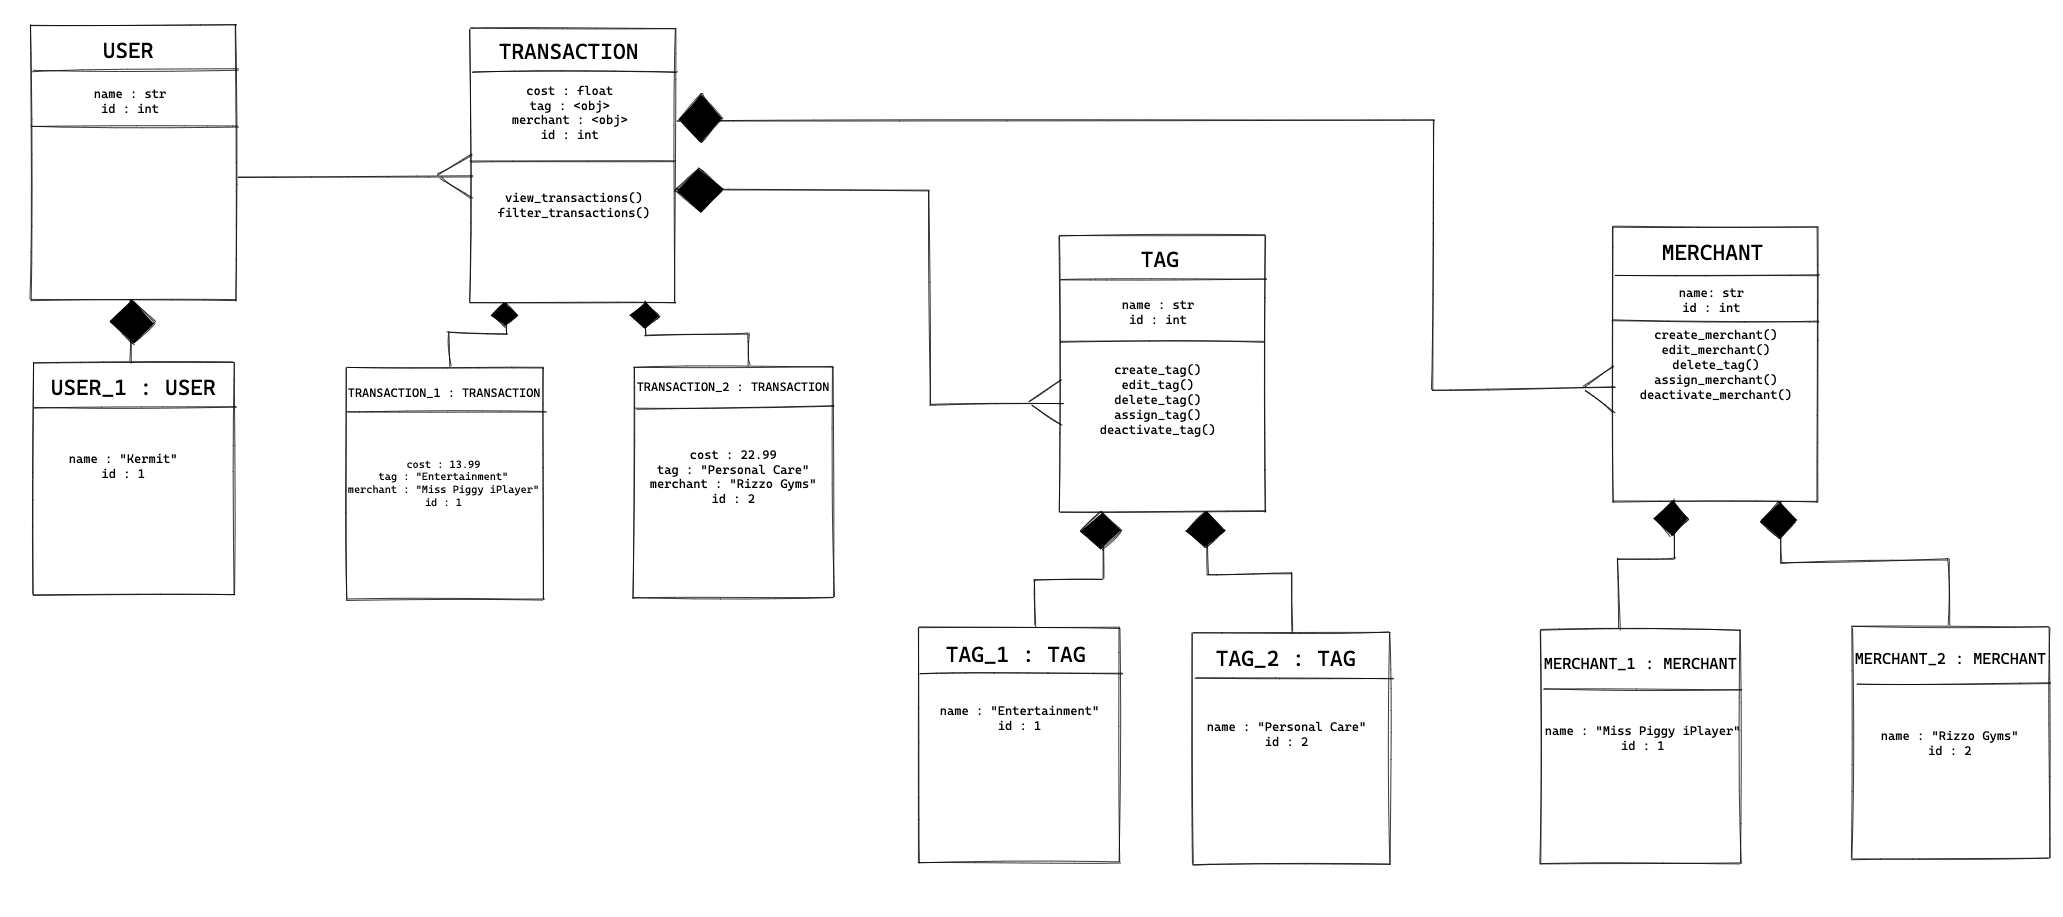 USER
name : str
id : int
TRANSACTION
cost : float
tag : <obj>
merchant : <obj>
id : int
view_transactions()
filter_transactions()
TAG
name : str
id : int
create_tag()
edit_tag()
delete_tag()
assign_tag()
deactivate_tag()
MERCHANT
name: str
id : int
create_merchant()
edit_merchant()
delete_tag()
assign_merchant()
deactivate_merchant()
USER_1 : USER
name : "Kermit"
id : 1
TRANSACTION_1 : TRANSACTION
cost : 13.99
tag : "Entertainment"
merchant : "Miss Piggy iPlayer"
id : 1
TRANSACTION_2 : TRANSACTION
cost : 22.99
tag : "Personal Care"
merchant : "Rizzo Gyms"
id : 2
TAG_1 : TAG
name : "Entertainment"
id : 1
TAG_2 : TAG
name : "Personal Care"
id : 2
MERCHANT_1 : MERCHANT
name : "Miss Piggy iPlayer"
id : 1
MERCHANT_2 : MERCHANT
name : "Rizzo Gyms"
id : 2